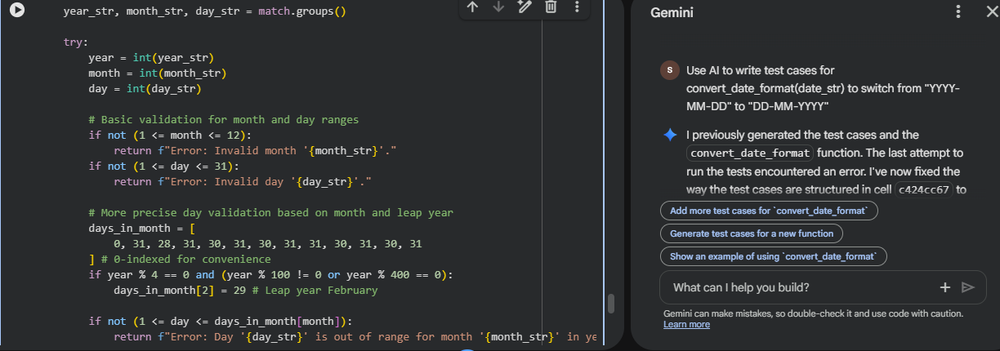 year_str, month_str, day_str = match.groups()
try:
year = int(year_str)
month = int(month_str)
day = int(day_str)
# Basic validation for month and day ranges
if not (1 <= month <= 12):
return f"Error: Invalid month '{month_str}'."
if not (1 <= day <= 31):
return f"Error: Invalid day '{day_str}'."
# More precise day validation based on month and leap year
days_in_month = [
0, 31, 28, 31, 30, 31, 30, 31, 31, 30, 31, 30, 31
] # 0-indexed for convenience
if year % 4 == 0 and (year % 100 != 0 or year % 400 == 0):
days_in_month[2] = 29 # Leap year February
if not (1 <= day <= days_in_month[month]):
return f"Error: Day '{day_str}' is out of range for month '{month_str}' in ye
Gemini
S
Use AI to write test cases for
convert_date_format(date_str) to switch from "YYYY-
MM-DD" to "DD-MM-YYYY"
I previously generated the test cases and the
convert_date_format function. The last attempt to
run the tests encountered an error. I've now fixed the
way the test cases are structured in cell c424cc67 to
Add more test cases for `convert_date_format`
Generate test cases for a new function
Show an example of using `convert_date_format`
What can I help you build?
Gemini can make mistakes, so double-check it and use code with caution.
Learn more